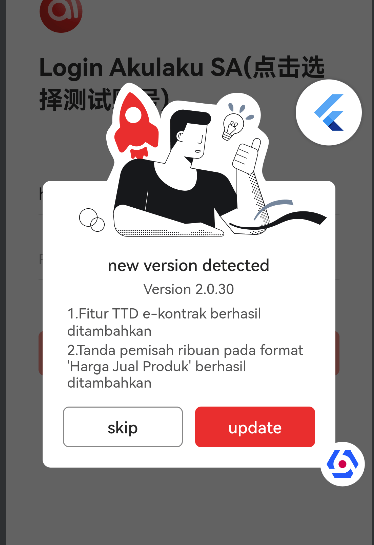 Login Akulaku SA(点击选
择测试
new version detected
Version 2.0.30
1.Fitur TTD e-kontrak berhasil
ditambahkan
2.Tanda pemisah ribuan pada format
'Harga Jual Produk' berhasil
ditambahkan
skip
update